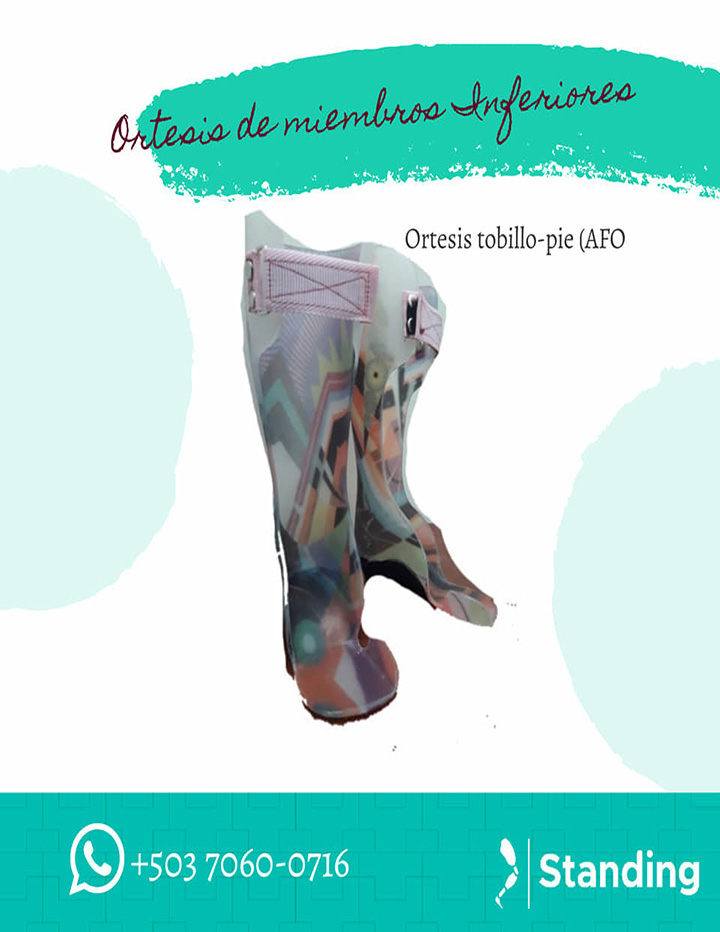 Ortesis de miembros Inferiores
Ortesis tobillo-pie (AFO
+503 7060-0716
Standing